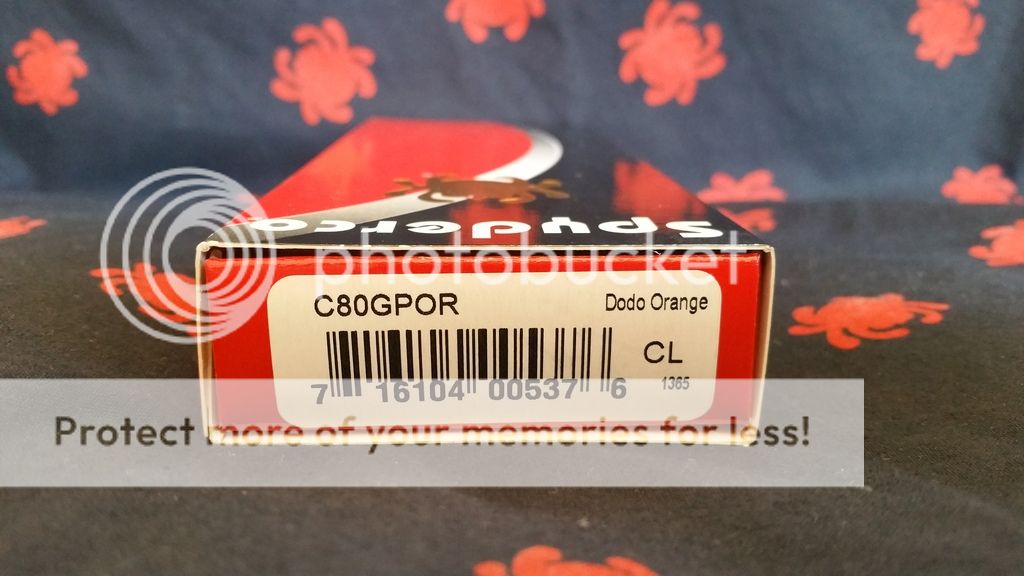 Spyderco
photobucket
C80GPOR
Dodo Orange
CL
7 16104 00537 6
1365
Protect more of your memories for less!